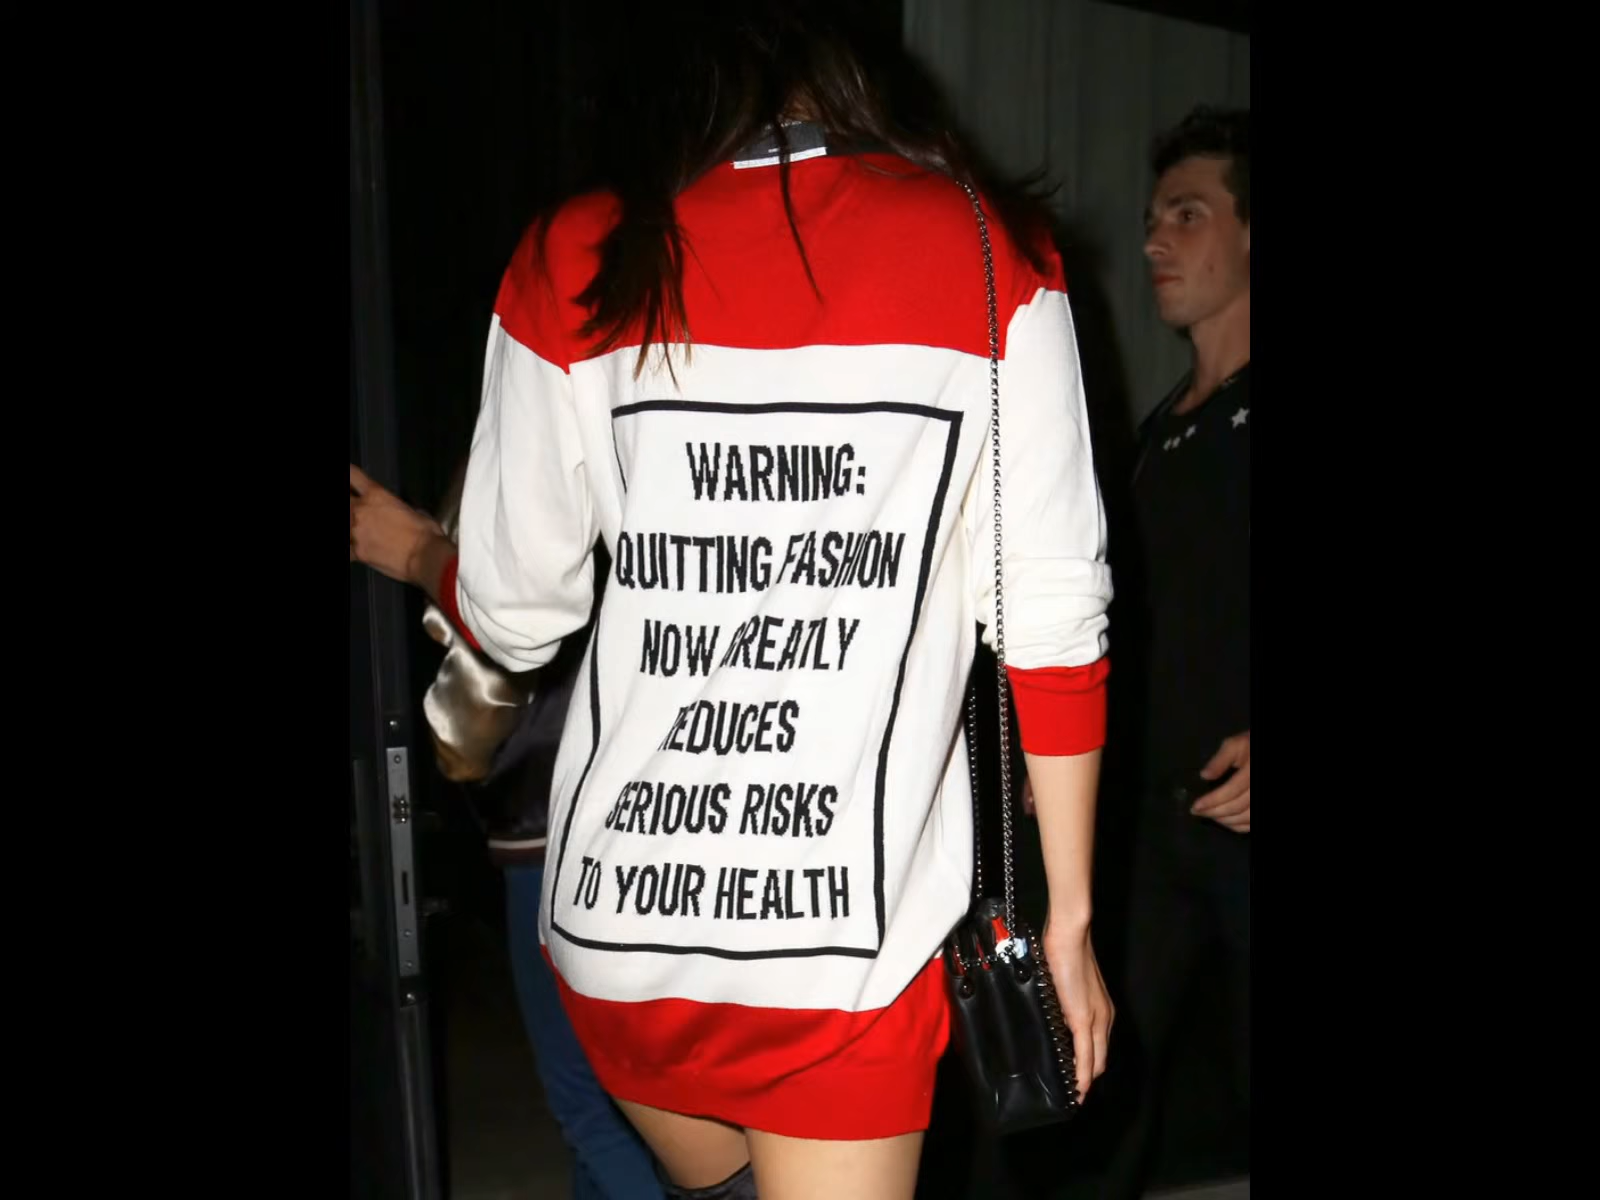 WARNING:
QUITTING FASHION
NOW GREATLY
REDUCES
SERIOUS RISKS
TO YOUR HEALTH